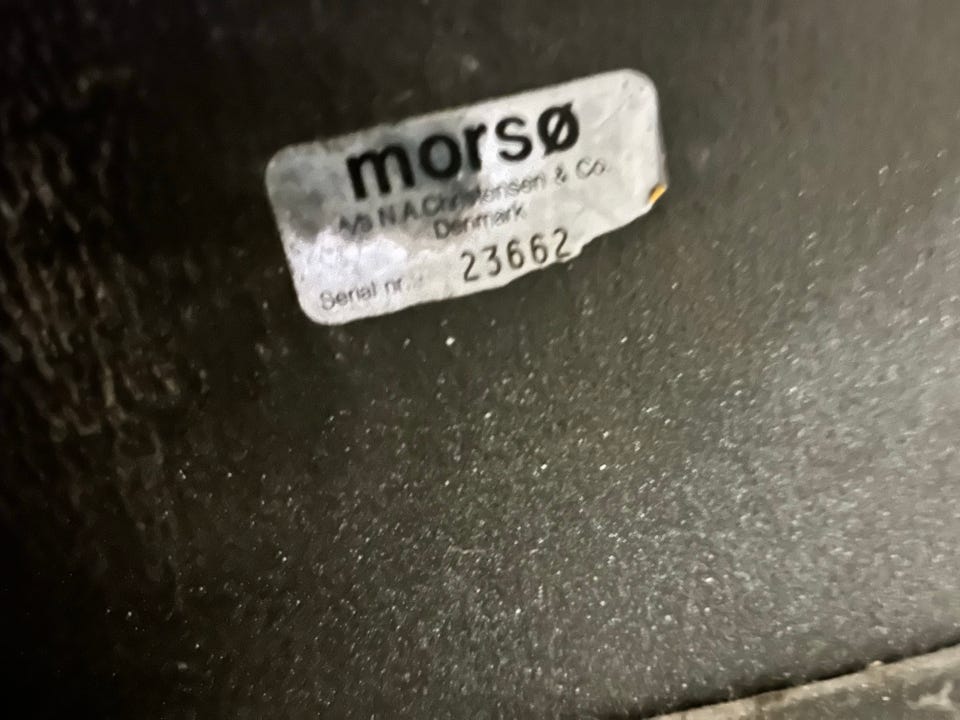 morsø
A/S N.A.Christensen & Co.
Denmark
Serial nr.: 23662